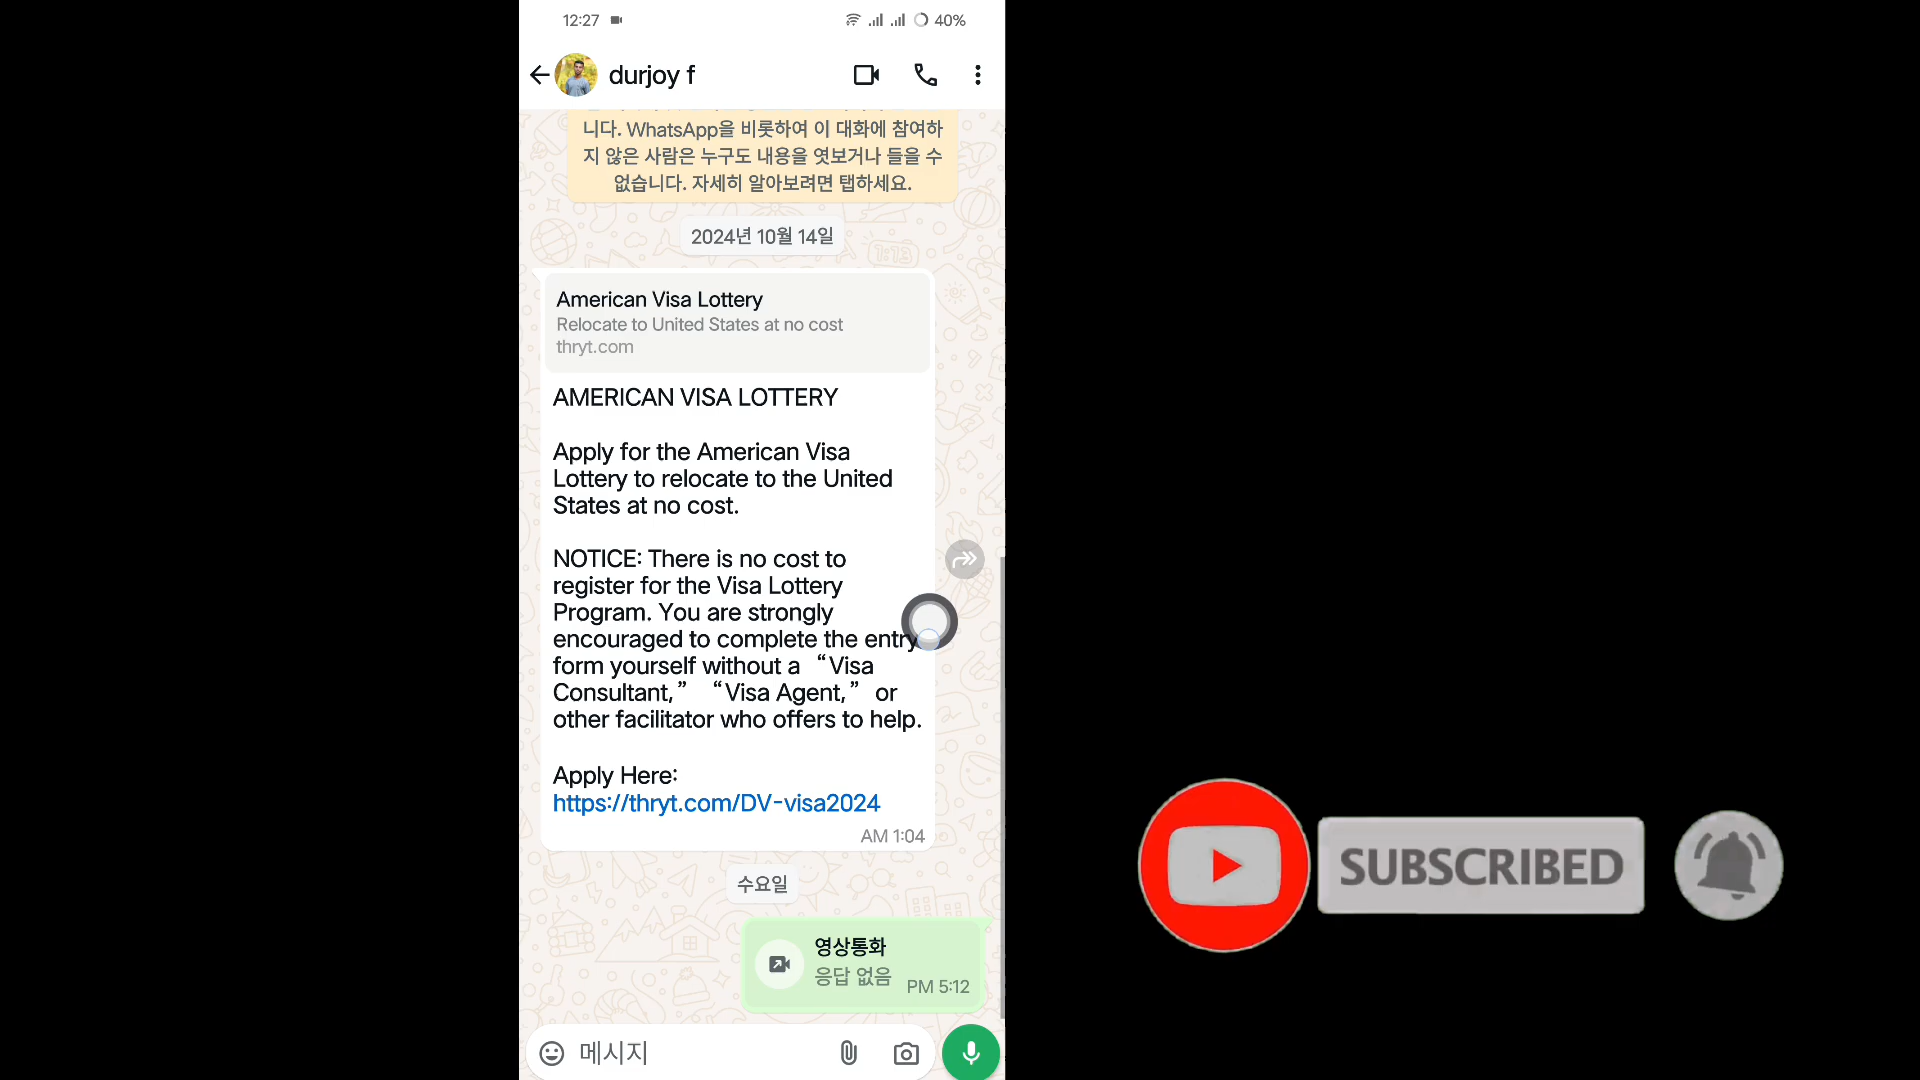 12:27
40%
durjoy f
니다. WhatsApp을 비롯하여 이 대화에 참여하
지 않은 사람은 누구도 내용을 엿보거나 들을 수
없습니다. 자세히 알아보려면 탭하세요.
2024년 10월 14일
American Visa Lottery
Relocate to United States at no cost
thryt.com
AMERICAN VISA LOTTERY
Apply for the American Visa
Lottery to relocate to the United
States at no cost.
NOTICE: There is no cost to
register for the Visa Lottery
Program. You are strongly
encouraged to complete the entry
form yourself without a “Visa
Consultant,” “Visa Agent,” or
other facilitator who offers to help.
Apply Here:
https://thryt.com/DV-visa2024
AM 1:04
수요일
영상통화
응답 없음
PM 5:12
메시지
SUBSCRIBED